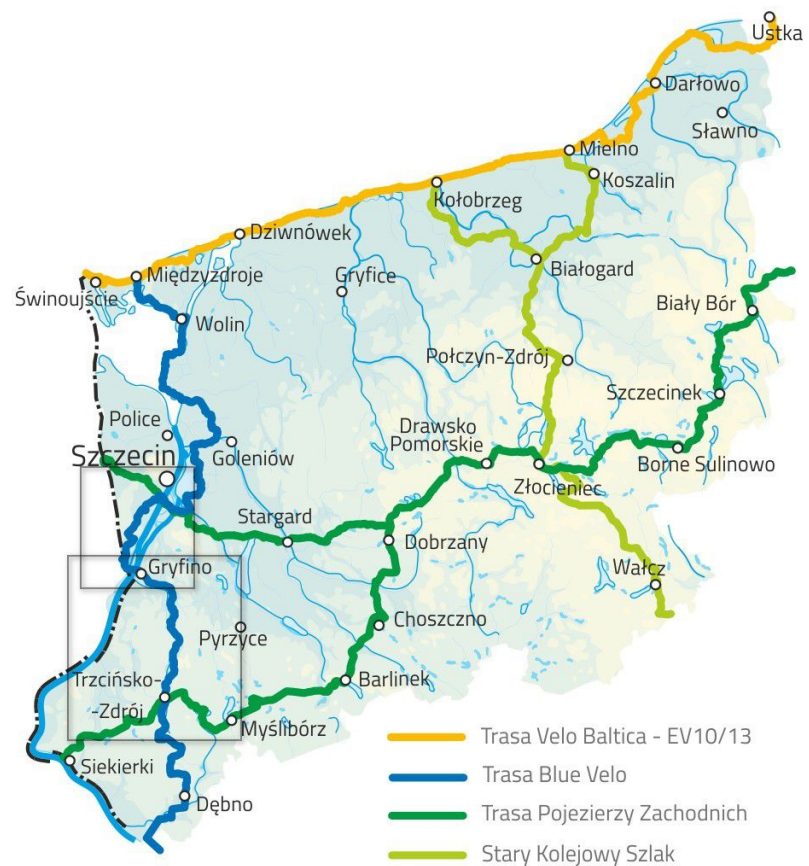 Ustka
Darłowo
Sławno
Mielno
Koszalin
Kołobrzeg
Dziwnówek
Białogard
Międzyzdroje
Gryfice
Świnoujście
Biały Bór
Wolin
Połczyn-Zdrój
Szczecinek
Police
Drawsko
Pomorskie
Goleniów
Szczecin
Borne Sulinowo
Złocieniec
Stargard
Dobrzany
Gryfino
Wałcz
Choszczno
Pyrzyce
Trzcińsko-
-Zdrój
Barlinek
Myślibórz
Siekierki
Dębno
Trasa Velo Baltica - EV10/13
Trasa Blue Velo
Trasa Pojezierzy Zachodnich
Stary Kolejowy Szlak